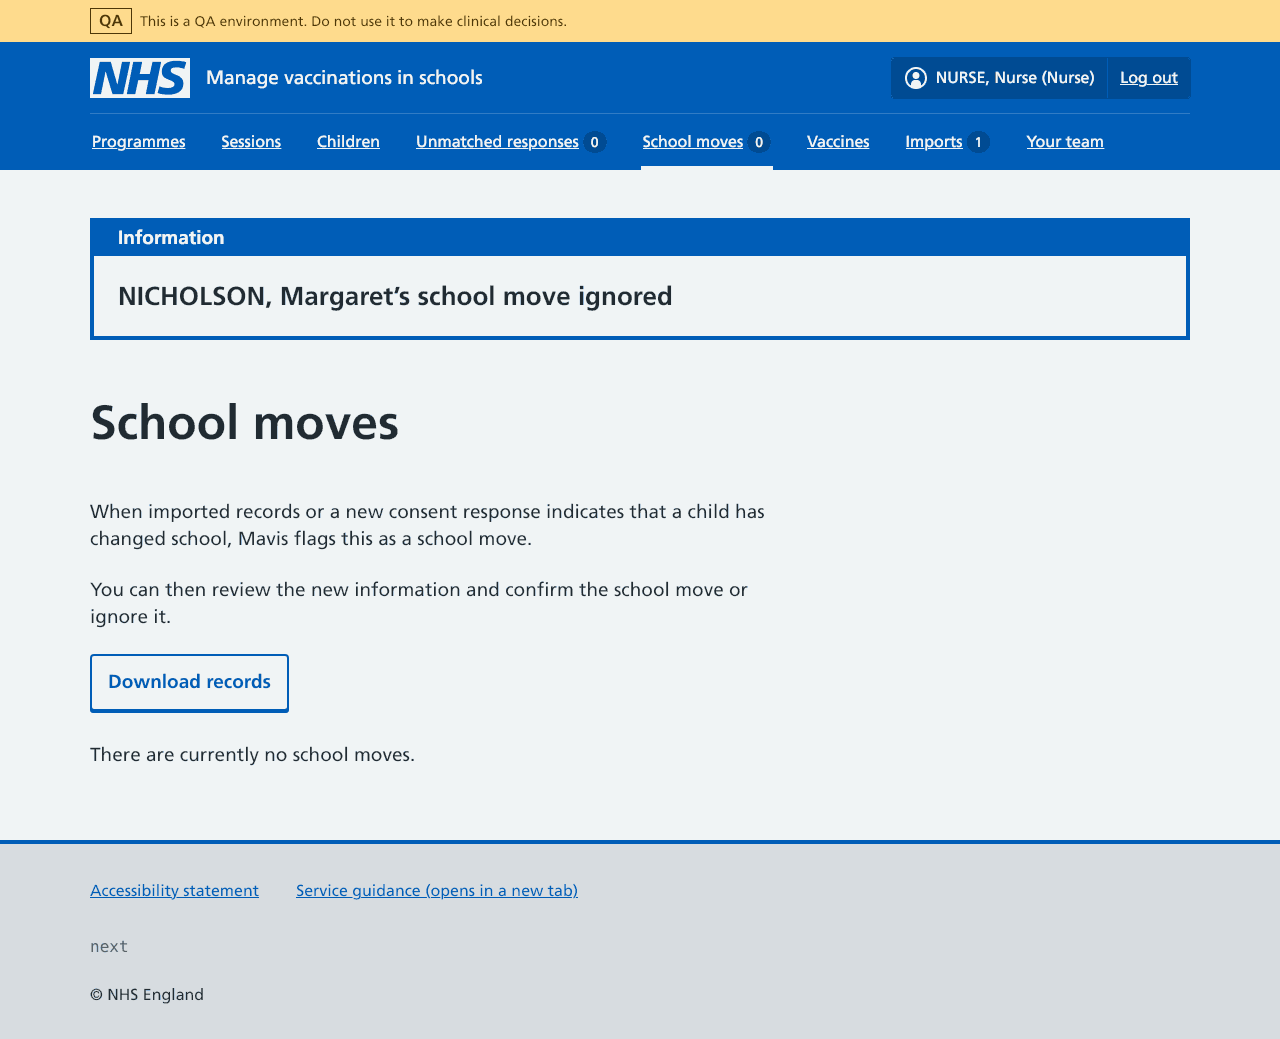 QA This is a QA environment. Do not use it to make clinical decisions.
NHS Manage vaccinations in schools NURSE, Nurse (Nurse) Log out
Programmes Sessions Children Unmatched responses 0 School moves 0 Vaccines Imports 1 Your team
Information
NICHOLSON, Margaret’s school move ignored
School moves
When imported records or a new consent response indicates that a child has
changed school, Mavis flags this as a school move.
You can then review the new information and confirm the school move or
ignore it.
Download records
There are currently no school moves.
Accessibility statement Service guidance (opens in a new tab)
next
© NHS England